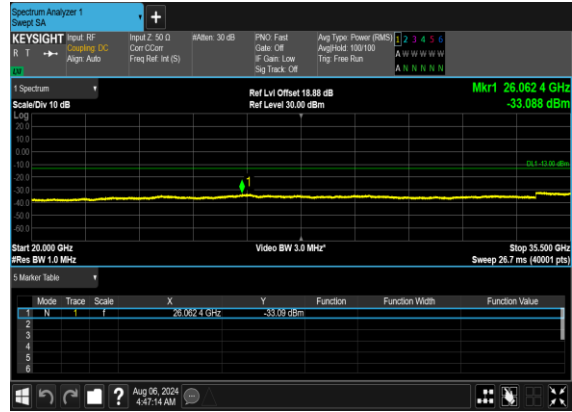 Spectrum Analyzer 1
Swept SA
+
KEYSIGHT Input: RF Input Z: 50 Ω #Atten: 30 dB PNO: Fast Avg Type: Power (RMS) 1 2 3 4 5 6
R T Coupling: DC Corr CCorr Gate: Off Avg|Hold: 100/100 A W W W W W
Align: Auto Freq Ref: Int (S) IF Gain: Low Trig: Free Run
Sig Track: Off A N N N N N
1 Spectrum Ref Lvl Offset 18.88 dB Mkr1 26.062 4 GHz
Scale/Div 10 dB Ref Level 30.00 dBm -33.088 dBm
Log
20.0
10.0
0.00
-10.0 DL1 -13.00 dBm
-20.0 1
-30.0
-40.0
-50.0
-60.0
Start 20.000 GHz Video BW 3.0 MHz* Stop 35.500 GHz
#Res BW 1.0 MHz Sweep 26.7 ms (40001 pts)
5 Marker Table
Mode Trace Scale X Y Function Function Width Function Value
1 N 1 f 26.062 4 GHz -33.09 dBm
2
3
4
5
6
? Aug 06, 2024
4:47:14 AM